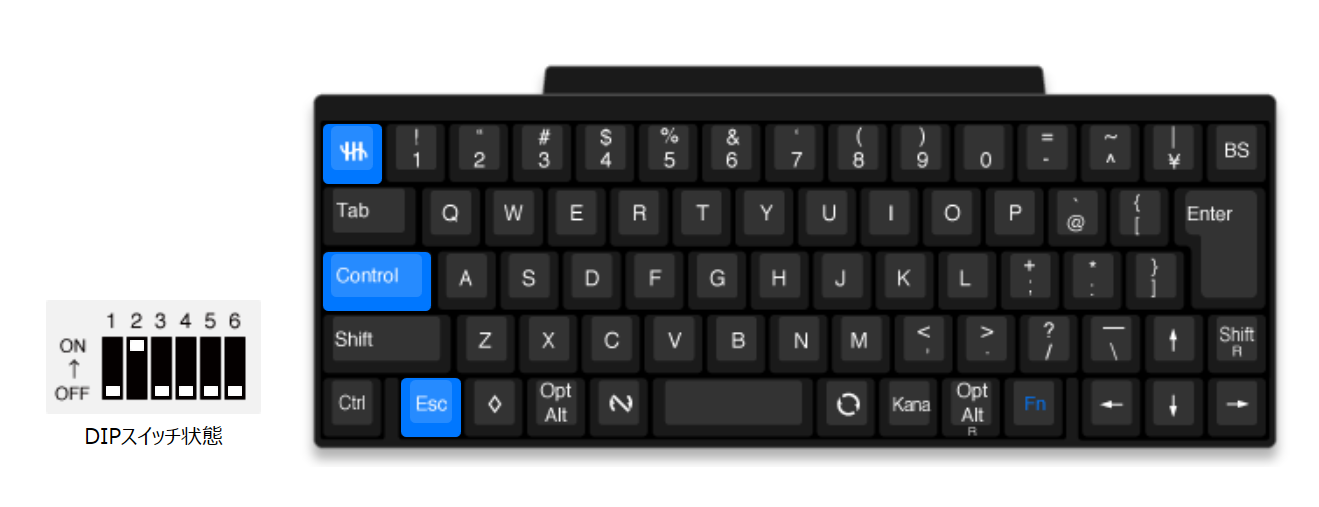 ! " # $ % & ' ( ) = ~ |
1 2 3 4 5 6 7 8 9 0 - ^ ¥ BS
Tab Q W E R T Y U I O P ` @ { [ Enter
Control A S D F G H J K L + ; * : } ]
Shift Z X C V B N M < , > . ? / — \ ↑ Shift R
Ctrl Esc ◇ Opt Alt Kana Opt Alt R Fn ← ↓ →
1 2 3 4 5 6
ON
↑
OFF
DIPスイッチ状態